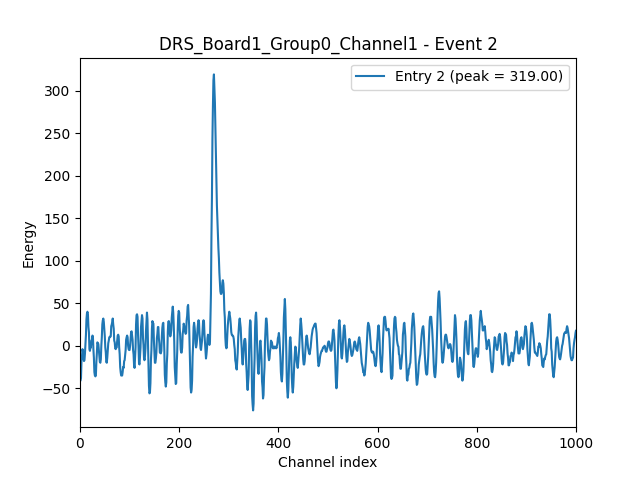 DRS_Board1_Group0_Channel1 - Event 2
Entry 2 (peak = 319.00)
300
250
200
150
100
50
0
−50
Energy
0 200 400 600 800 1000
Channel index